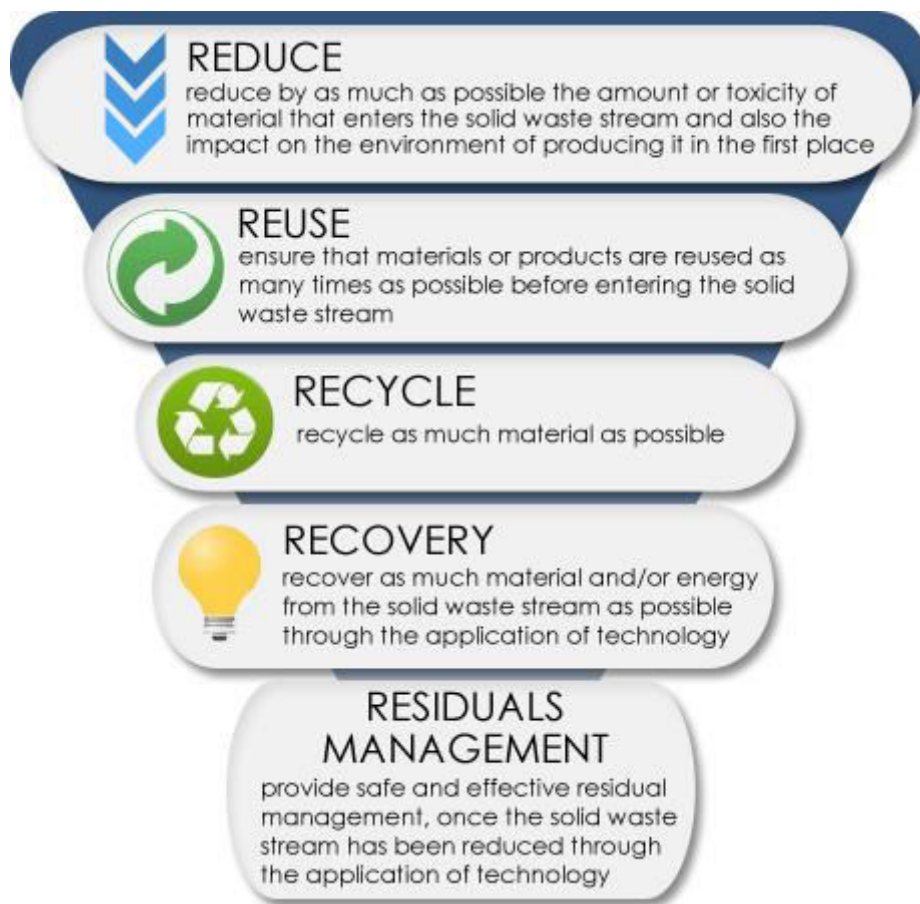 REDUCE
reduce by as much as possible the amount or toxicity of
material that enters the solid waste stream and also the
impact on the environment of producing it in the first place
REUSE
ensure that materials or products are reused as
many times as possible before entering the solid
waste stream
RECYCLE
recycle as much material as possible
RECOVERY
recover as much material and/or energy
from the solid waste stream as possible
through the application of technology
RESIDUALS
MANAGEMENT
provide safe and effective residual
management, once the solid waste
stream has been reduced through
the application of technology